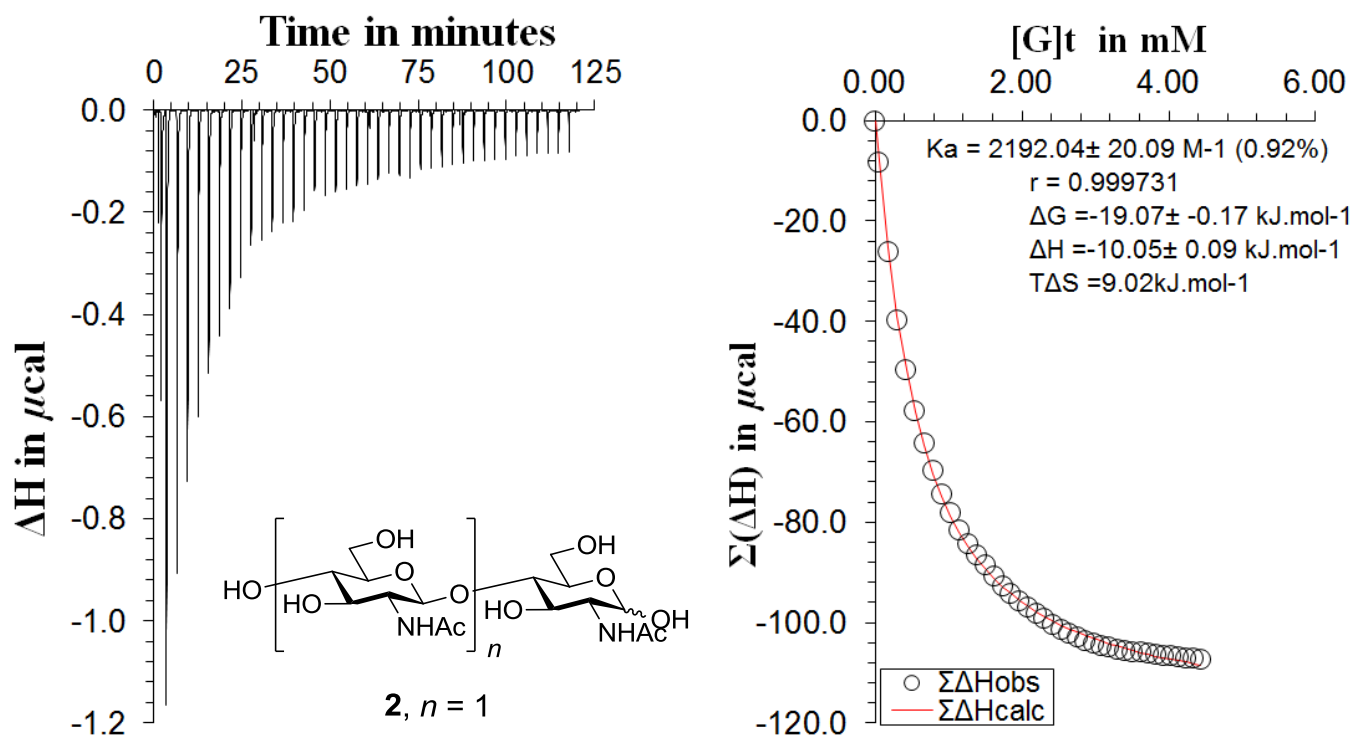 Time in minutes
0 25 50 75 100 125
0.0
-0.2
-0.4
-0.6
-0.8
-1.0
-1.2
ΔH in μcal
OH
HO
O
HO
NHAc
O
n
OH
O
HO
NHAc
OH
2, n = 1
[G]t in mM
0.00 2.00 4.00 6.00
0.0
-20.0
-40.0
-60.0
-80.0
-100.0
-120.0
Σ(ΔH) in μcal
Ka = 2192.04± 20.09 M-1 (0.92%)
r = 0.999731
ΔG =-19.07± -0.17 kJ.mol-1
ΔH =-10.05± 0.09 kJ.mol-1
TΔS =9.02kJ.mol-1
ΣΔHobs
ΣΔHcalc